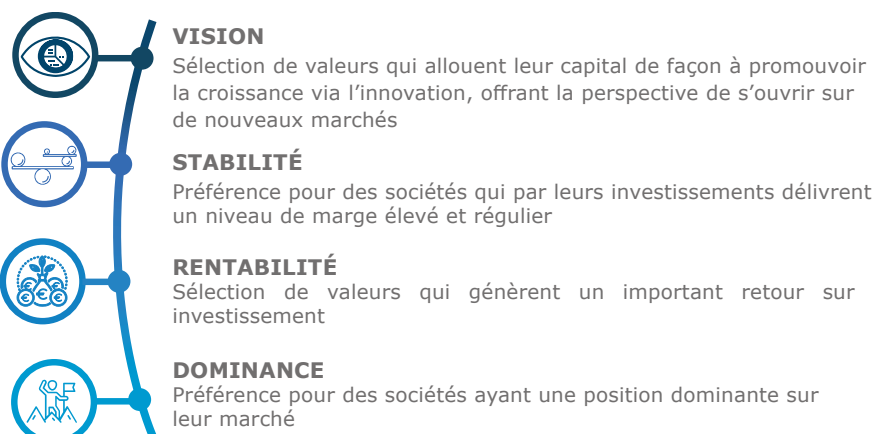 VISION
Sélection de valeurs qui allouent leur capital de façon à promouvoir
la croissance via l’innovation, offrant la perspective de s’ouvrir sur
de nouveaux marchés
STABILITÉ
Préférence pour des sociétés qui par leurs investissements délivrent
un niveau de marge élevé et régulier
RENTABILITÉ
Sélection de valeurs qui génèrent un important retour sur
investissement
DOMINANCE
Préférence pour des sociétés ayant une position dominante sur
leur marché